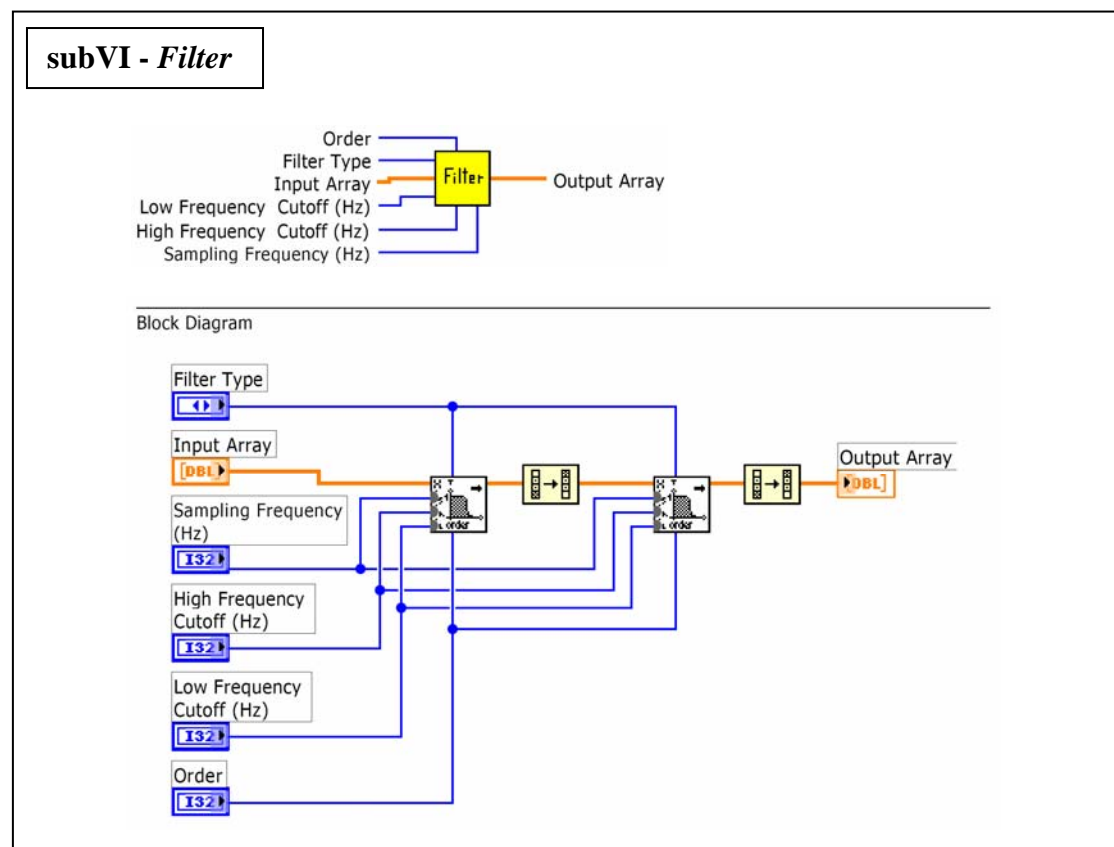 subVI - Filter
Order
Filter Type
Input Array
Low Frequency Cutoff (Hz)
High Frequency Cutoff (Hz)
Sampling Frequency (Hz)
Filter
Output Array
Block Diagram
Filter Type
Input Array
[DBL]
Sampling Frequency
(Hz)
I32
High Frequency
Cutoff (Hz)
I32
Low Frequency
Cutoff (Hz)
I32
Order
I32
order
order
Output Array
DBL]